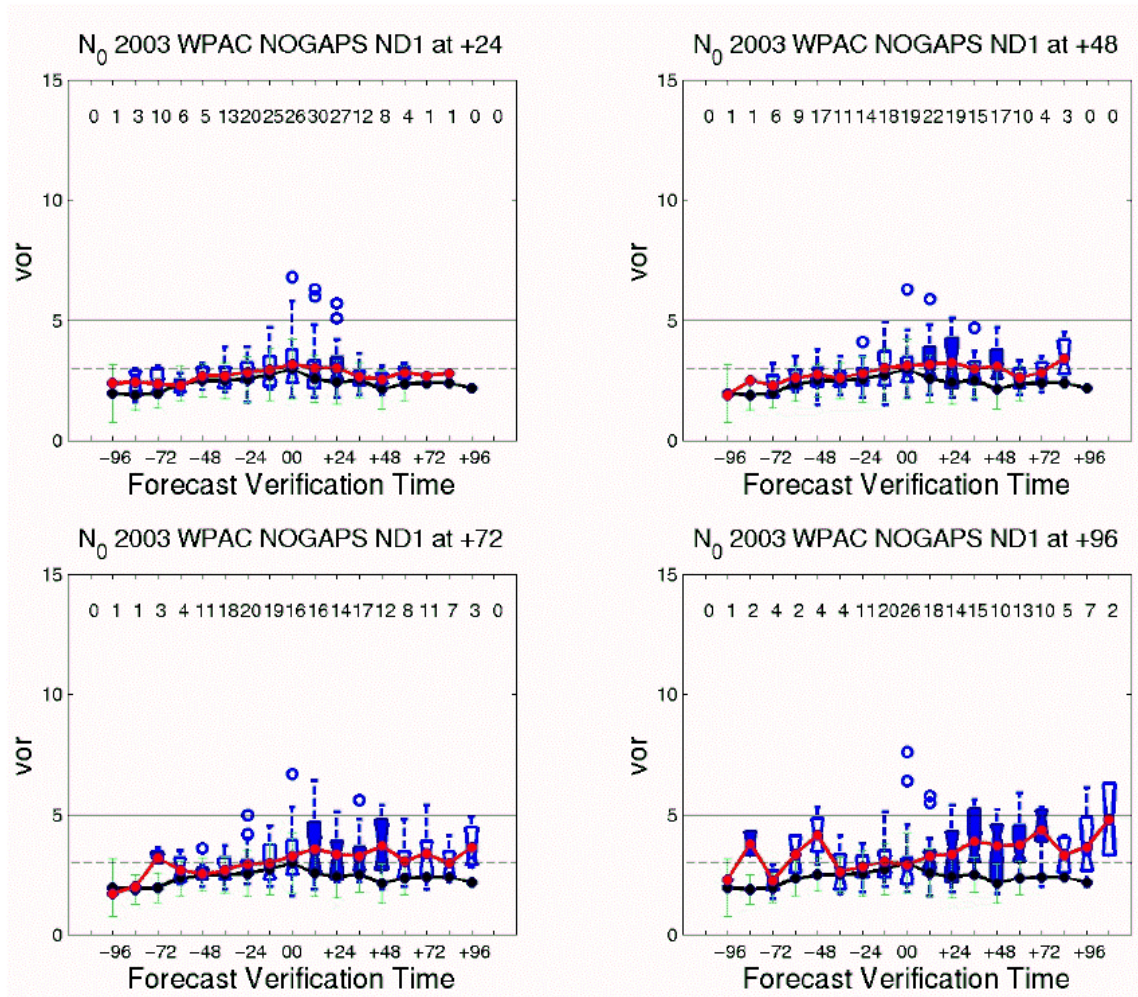 N0 2003 WPAC NOGAPS ND1 at +24
15
0 1 3 10 6 5 13 20 25 26 30 27 12 8 4 1 1 0 0
10
vor
5
0
−96 −72 −48 −24 00 +24 +48 +72 +96
Forecast Verification Time
N0 2003 WPAC NOGAPS ND1 at +48
15
0 1 1 6 9 17 11 14 18 19 22 19 15 17 10 4 3 0 0
10
vor
5
0
−96 −72 −48 −24 00 +24 +48 +72 +96
Forecast Verification Time
N0 2003 WPAC NOGAPS ND1 at +72
15
0 1 1 3 4 11 18 20 19 16 16 14 17 12 8 11 7 3 0
10
vor
5
0
−96 −72 −48 −24 00 +24 +48 +72 +96
Forecast Verification Time
N0 2003 WPAC NOGAPS ND1 at +96
15
0 1 2 4 2 4 4 11 20 26 18 14 15 10 13 10 5 7 2
10
vor
5
0
−96 −72 −48 −24 00 +24 +48 +72 +96
Forecast Verification Time